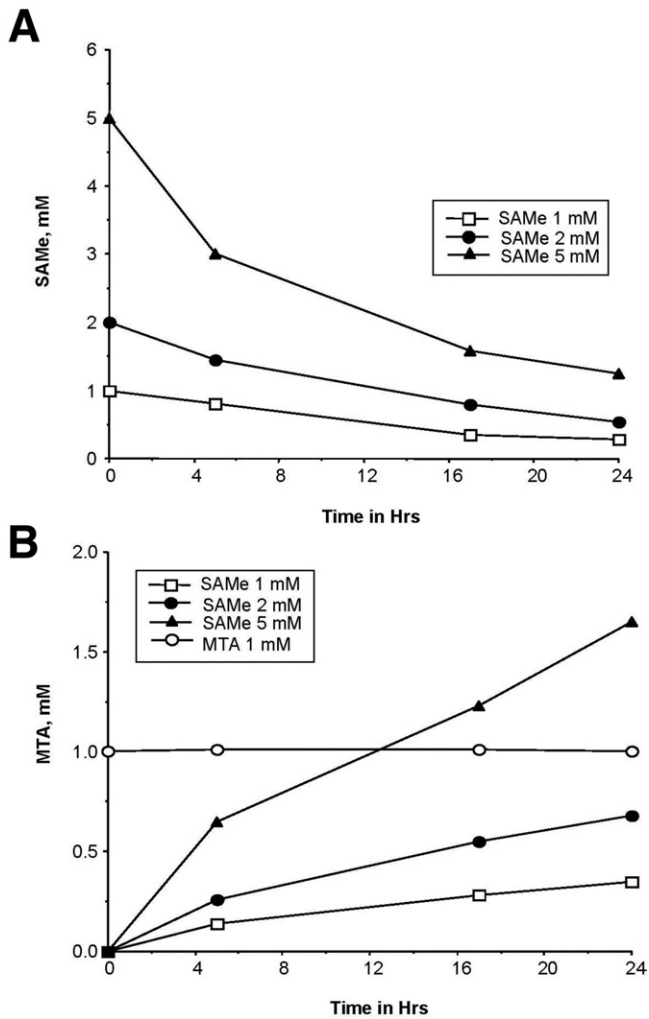 A
6
5
4
3
2
1
0
SAMe, mM
SAMe 1 mM
SAMe 2 mM
SAMe 5 mM
0 4 8 12 16 20 24
Time in Hrs
B
2.0
1.5
1.0
0.5
0.0
MTA, mM
SAMe 1 mM
SAMe 2 mM
SAMe 5 mM
MTA 1 mM
0 4 8 12 16 20 24
Time in Hrs